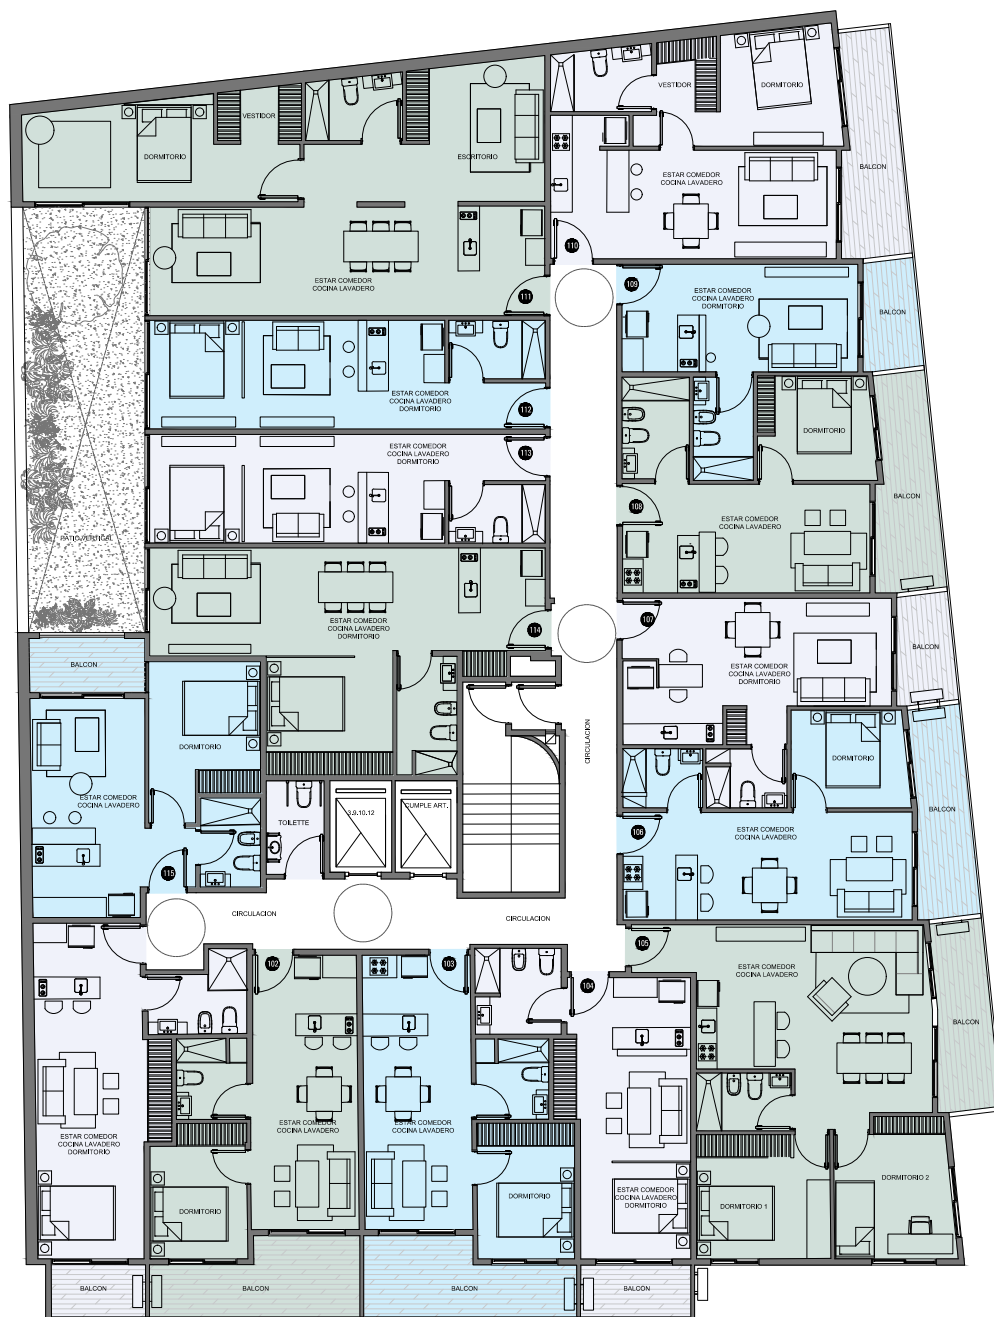 DORMITORIO
VESTIDOR
BALCON
VESTIDOR
DORMITORIO
ESCRITORIO
ESTAR COMEDOR
COCINA LAVADERO
110
ESTAR COMEDOR
COCINA LAVADERO
111
109
ESTAR COMEDOR
COCINA LAVADERO
DORMITORIO
BALCON
ESTAR COMEDOR
COCINA LAVADERO
DORMITORIO
112
ESTAR COMEDOR
COCINA LAVADERO
DORMITORIO
113
DORMITORIO
BALCON
108
ESTAR COMEDOR
COCINA LAVADERO
PATIO VERTICAL
ESTAR COMEDOR
COCINA LAVADERO
DORMITORIO
114
107
ESTAR COMEDOR
COCINA LAVADERO
DORMITORIO
BALCON
BALCON
DORMITORIO
CIRCULACION
DORMITORIO
BALCON
ESTAR COMEDOR
COCINA LAVADERO
TOILETTE
3.9.10.12
CUMPLE ART.
106
ESTAR COMEDOR
COCINA LAVADERO
115
CIRCULACION
CIRCULACION
105
102
103
104
ESTAR COMEDOR
COCINA LAVADERO
BALCON
ESTAR COMEDOR
COCINA LAVADERO
DORMITORIO
ESTAR COMEDOR
COCINA LAVADERO
ESTAR COMEDOR
COCINA LAVADERO
DORMITORIO
DORMITORIO
ESTAR COMEDOR
COCINA LAVADERO
DORMITORIO
DORMITORIO 1
DORMITORIO 2
BALCON
BALCON
BALCON
BALCON